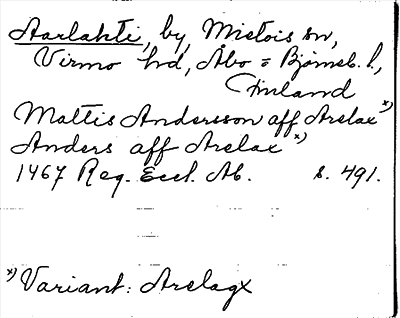 Aarlahti, by, Mietois sn,
Virmo hd, Åbo = Björneb. l.,
Finland
Mattis Andersson aff Arelax x)
Anders aff Arelax x)
1467 Reg. Eccl. Ab. s. 491.
x) Variant: Arelagx